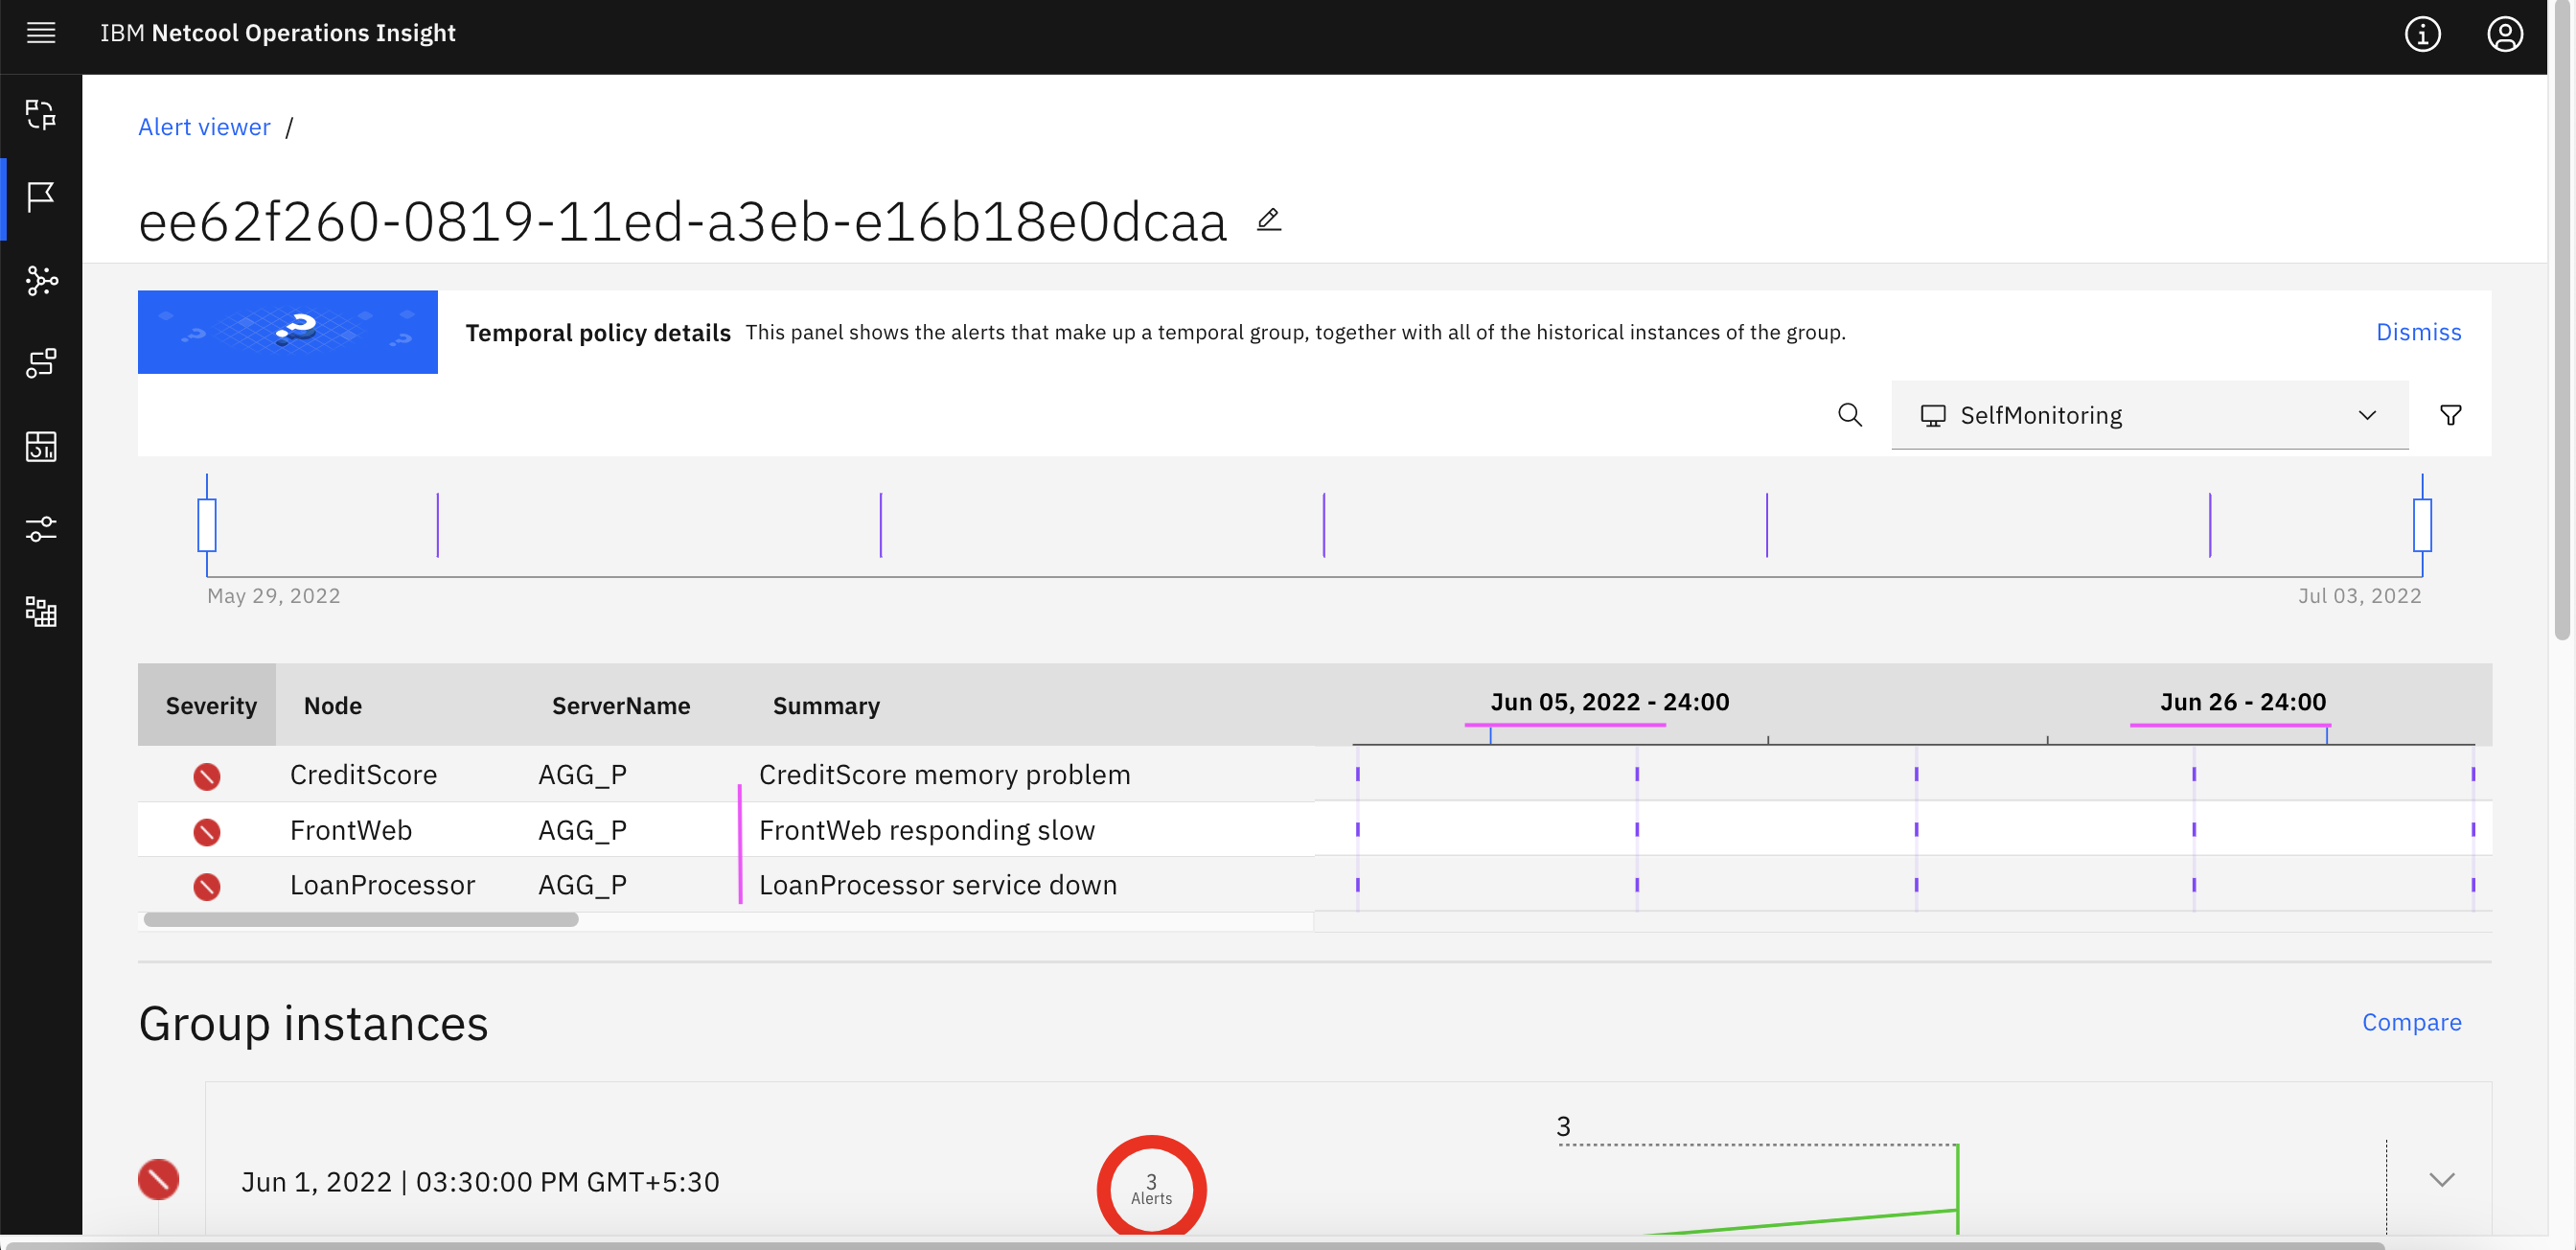 IBM Netcool Operations Insight
Alert viewer /
ee62f260-0819-11ed-a3eb-e16b18e0dcaa
Temporal policy details This panel shows the alerts that make up a temporal group, together with all of the historical instances of the group. Dismiss
SelfMonitoring
May 29, 2022 Jul 03, 2022
Severity Node ServerName Summary Jun 05, 2022 - 24:00 Jun 26 - 24:00
CreditScore AGG_P CreditScore memory problem
FrontWeb AGG_P FrontWeb responding slow
LoanProcessor AGG_P LoanProcessor service down
Group instances Compare
3
Jun 1, 2022 | 03:30:00 PM GMT+5:30 3
Alerts